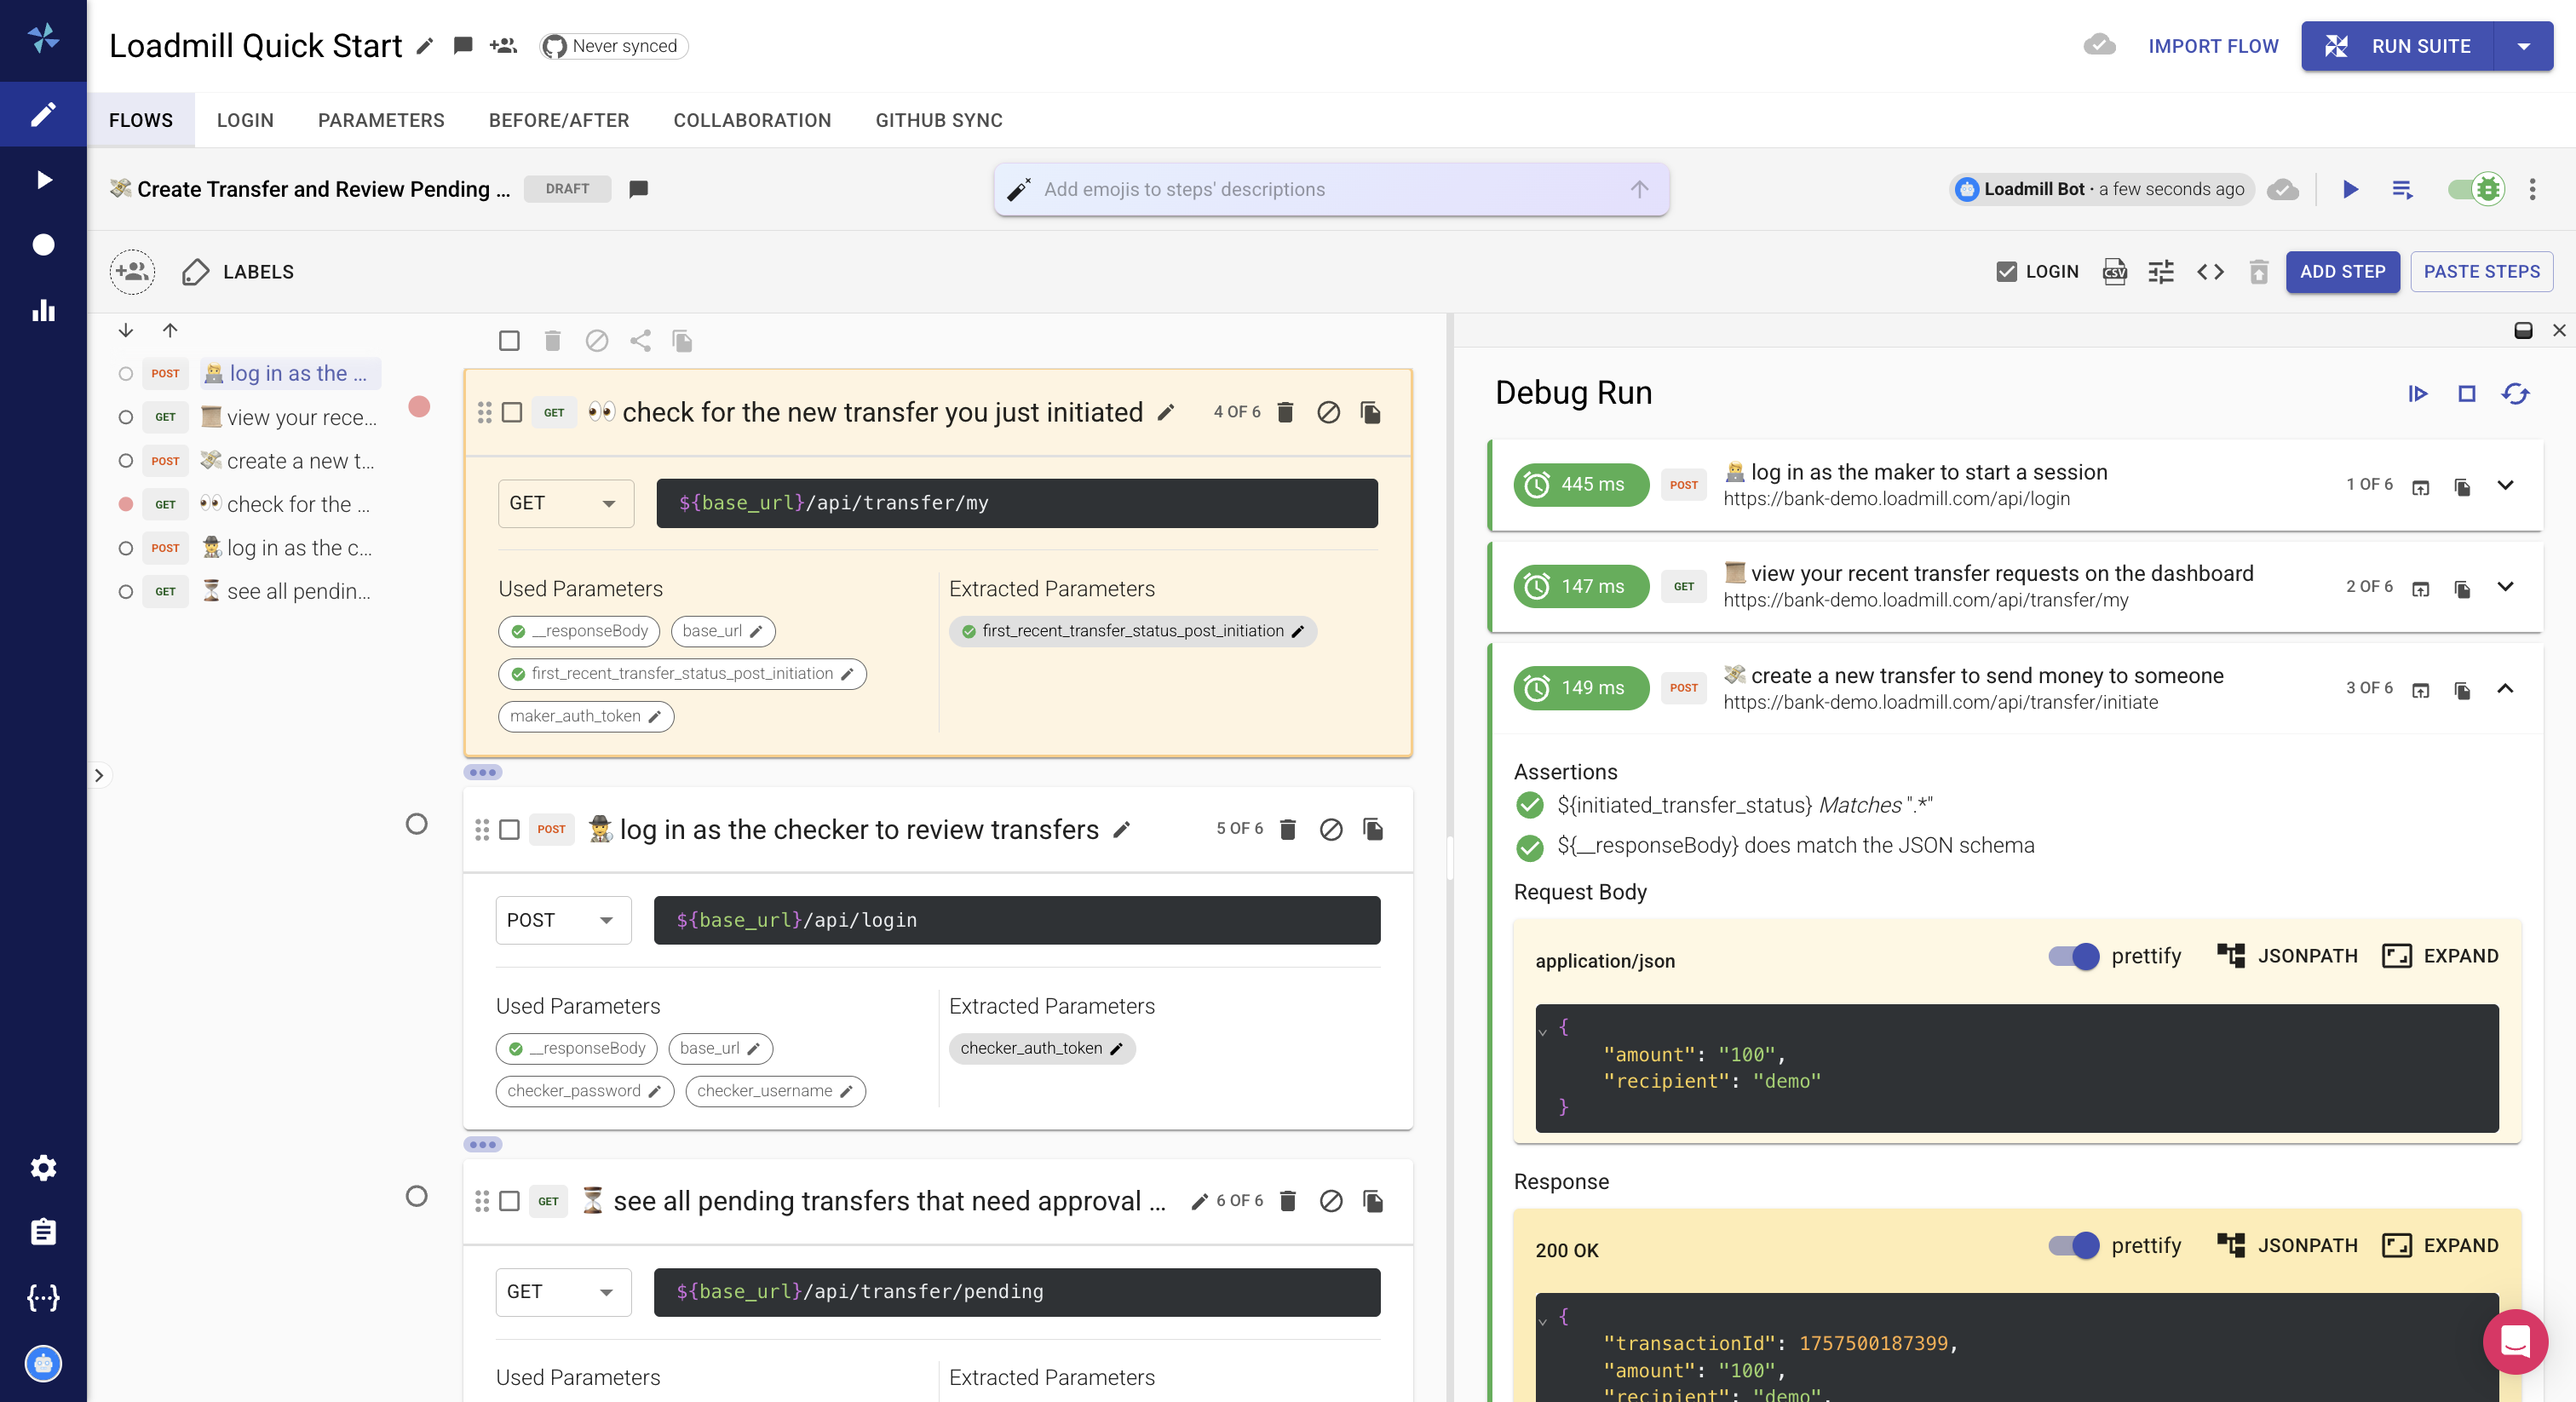 Loadmill Quick Start
Never synced
IMPORT FLOW
RUN SUITE
FLOWS
LOGIN
PARAMETERS
BEFORE/AFTER
COLLABORATION
GITHUB SYNC
💸 Create Transfer and Review Pending ...
DRAFT
Add emojis to steps' descriptions
Loadmill Bot · a few seconds ago
LABELS
LOGIN
CSV
ADD STEP
PASTE STEPS
POST 🧑‍💻 log in as the ...
GET 📜 view your rece...
POST 💸 create a new t...
GET 👀 check for the ...
POST 🕵️ log in as the c...
GET ⏳ see all pendin...
GET 👀 check for the new transfer you just initiated
4 OF 6
GET
${base_url}/api/transfer/my
Used Parameters
__responseBody
base_url
first_recent_transfer_status_post_initiation
maker_auth_token
Extracted Parameters
first_recent_transfer_status_post_initiation
POST 🕵️ log in as the checker to review transfers
5 OF 6
POST
${base_url}/api/login
Used Parameters
__responseBody
base_url
checker_password
checker_username
Extracted Parameters
checker_auth_token
GET ⏳ see all pending transfers that need approval ...
6 OF 6
GET
${base_url}/api/transfer/pending
Used Parameters
Extracted Parameters
Debug Run
445 ms
POST
🧑‍💻 log in as the maker to start a session
https://bank-demo.loadmill.com/api/login
1 OF 6
147 ms
GET
📜 view your recent transfer requests on the dashboard
https://bank-demo.loadmill.com/api/transfer/my
2 OF 6
149 ms
POST
💸 create a new transfer to send money to someone
https://bank-demo.loadmill.com/api/transfer/initiate
3 OF 6
Assertions
${initiated_transfer_status} Matches ".*"
${__responseBody} does match the JSON schema
Request Body
application/json
prettify
JSONPATH
EXPAND
{
"amount": "100",
"recipient": "demo"
}
Response
200 OK
prettify
JSONPATH
EXPAND
{
"transactionId": 1757500187399,
"amount": "100",
"recipient": "demo",